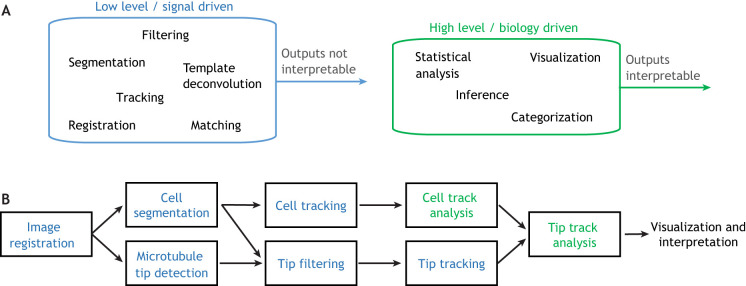 A
Low level / signal driven
Filtering
Segmentation
Template
deconvolution
Tracking
Registration
Matching
Outputs not
interpretable
High level / biology driven
Statistical
analysis
Visualization
Inference
Categorization
Outputs
interpretable
B
Image
registration
Cell
segmentation
Microtubule
tip detection
Cell tracking
Tip filtering
Cell track
analysis
Tip tracking
Tip track
analysis
Visualization and
interpretation